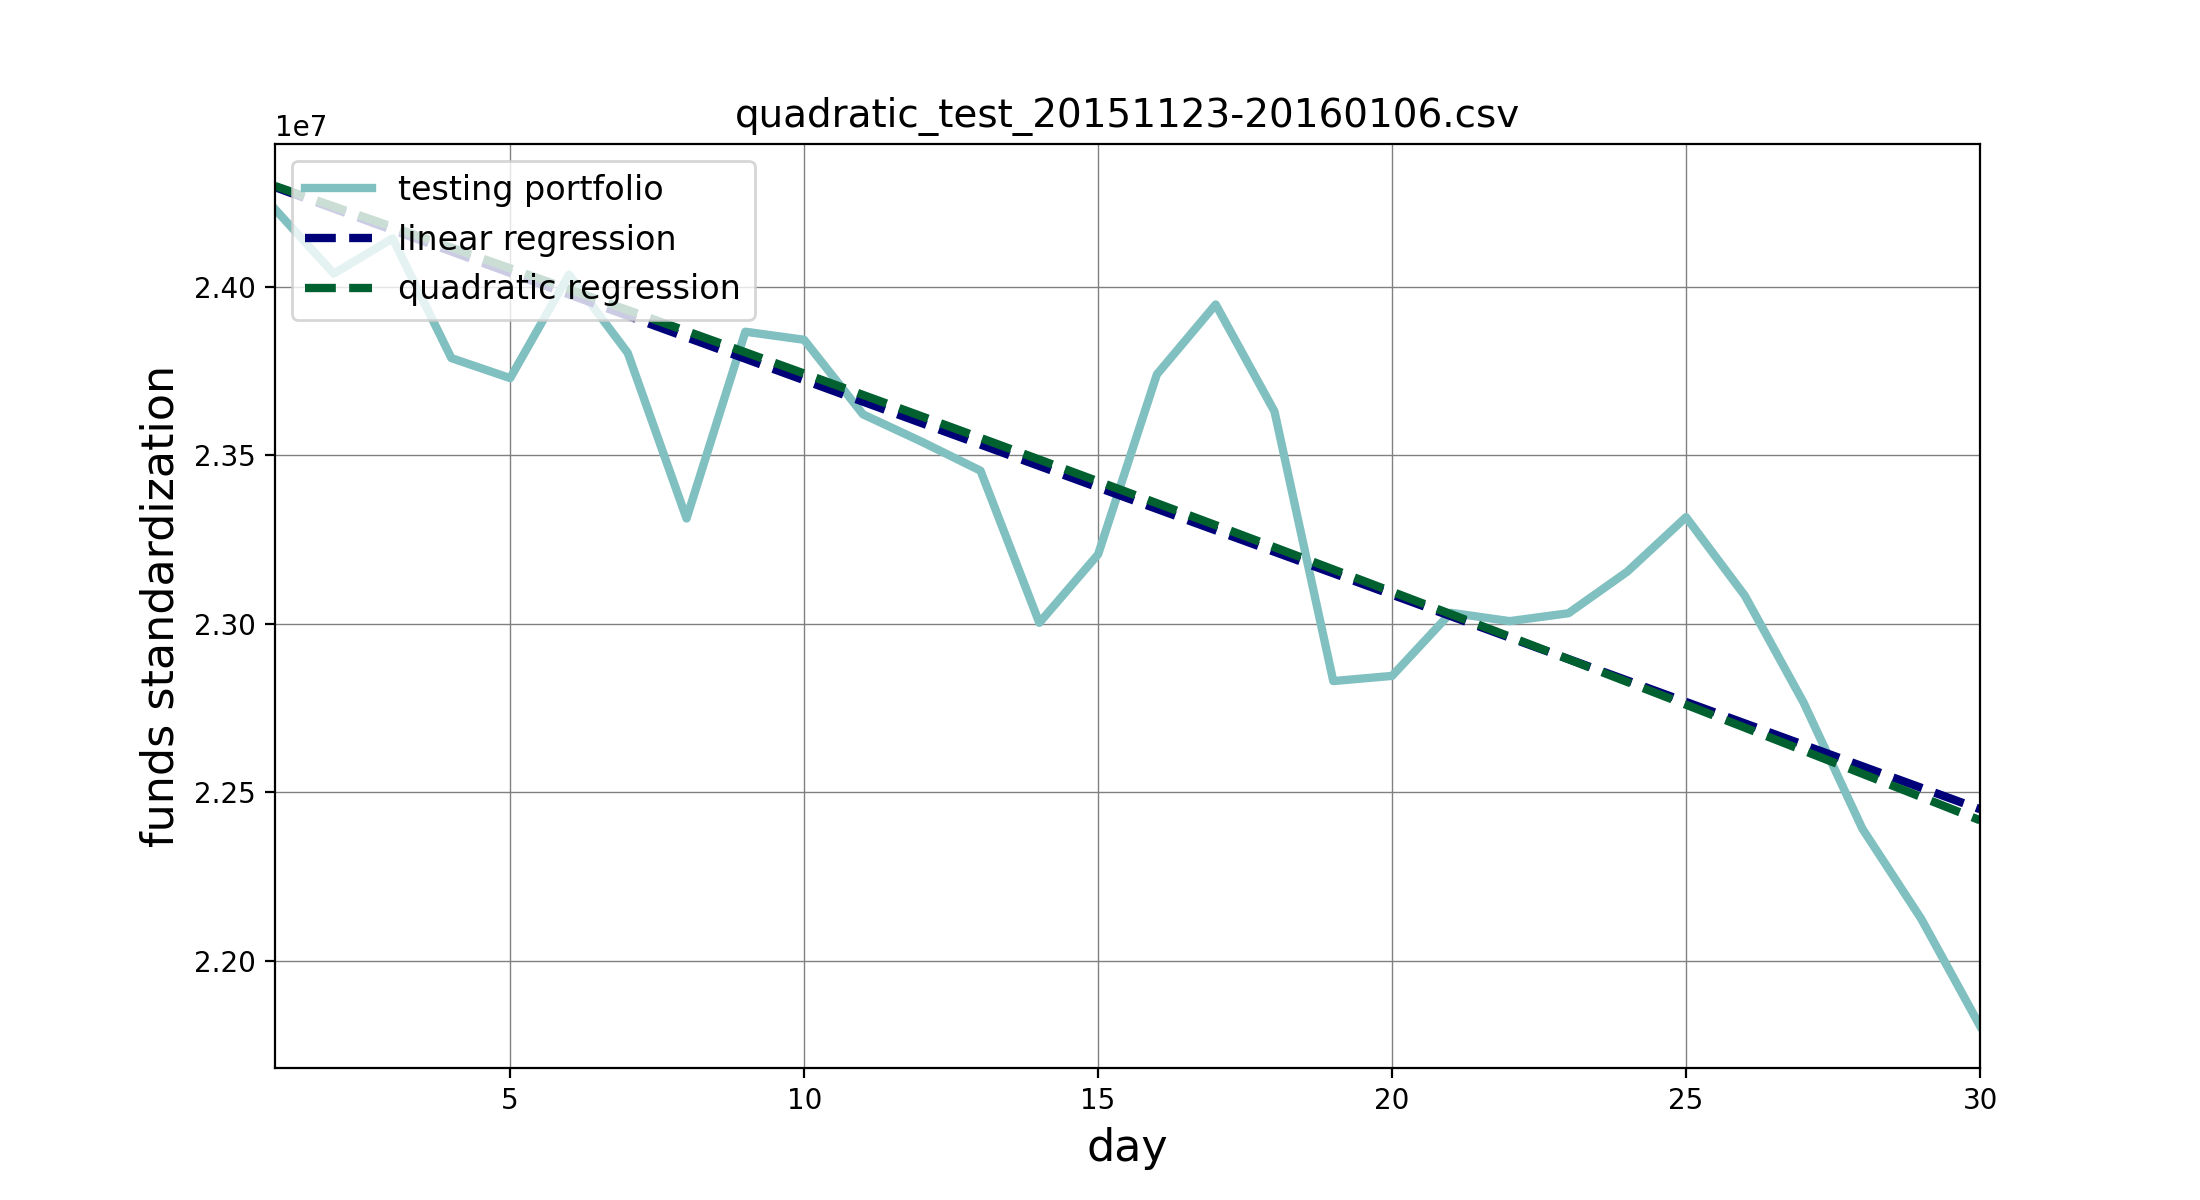 quadratic_test_20151123-20160106.csv
1e7
testing portfolio
linear regression
quadratic regression
2.40
2.35
2.30
2.25
2.20
funds standardization
5 10 15 20 25 30
day